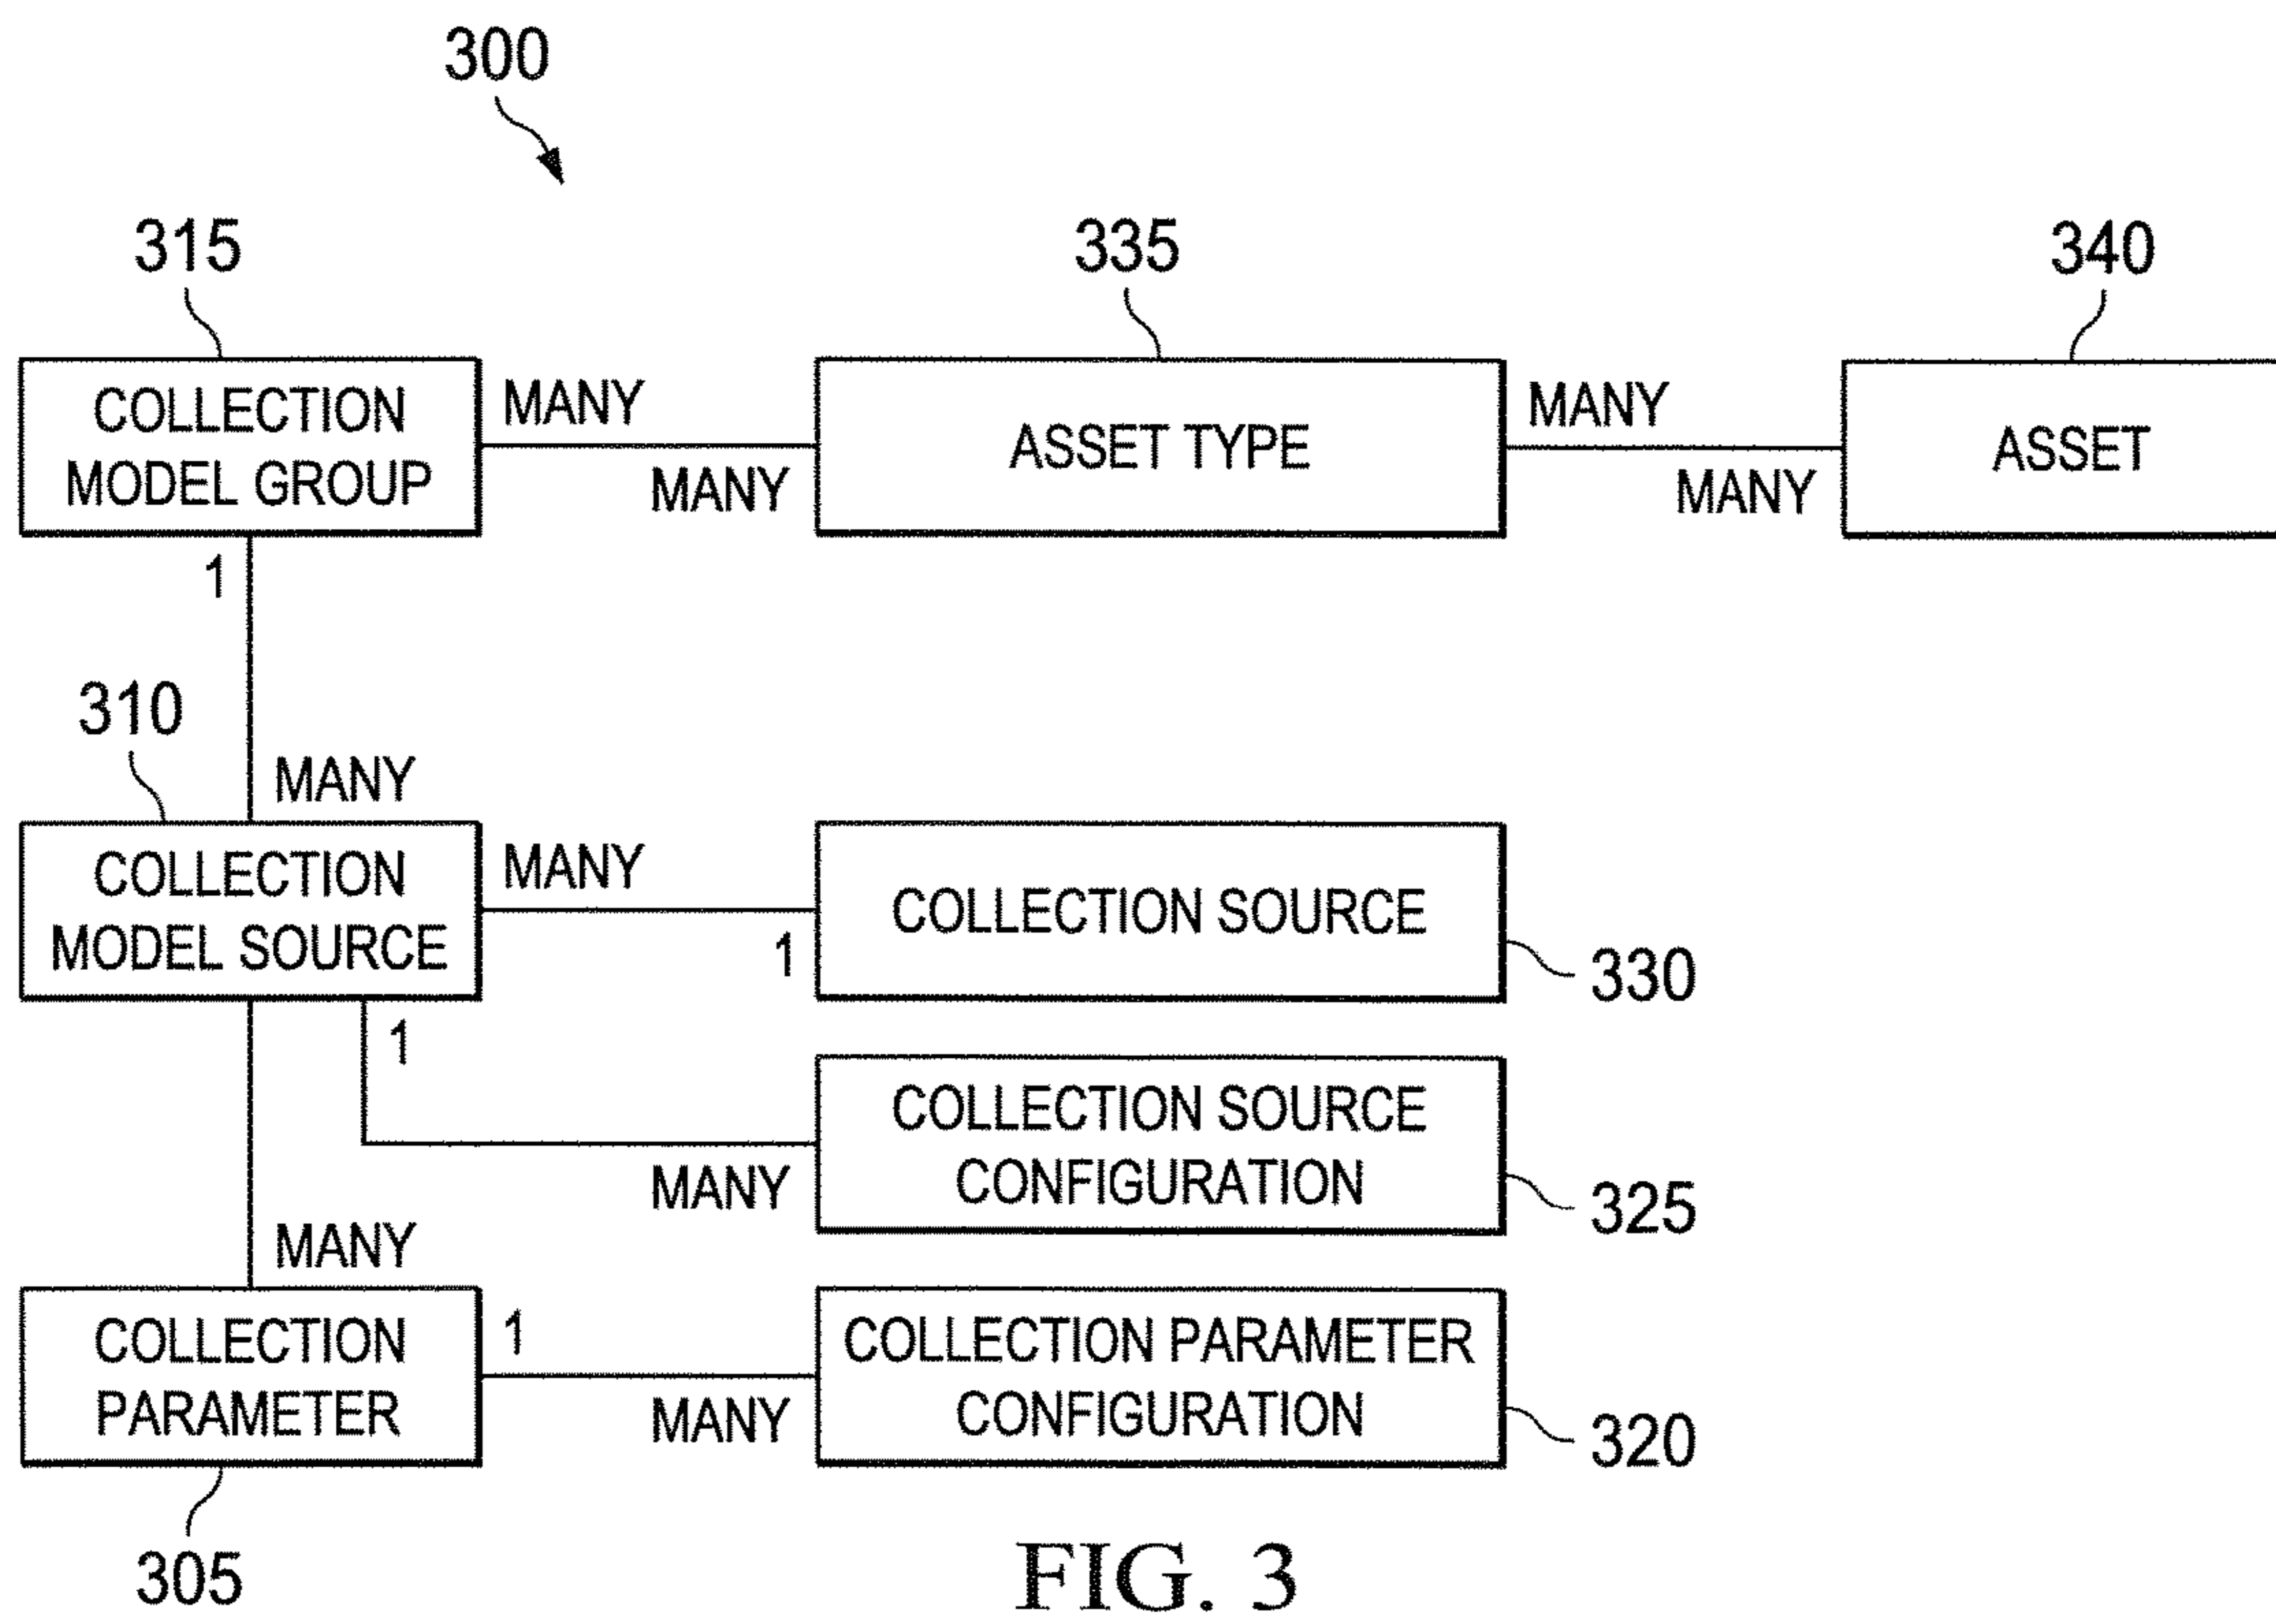 300
315
335
340
COLLECTION
MODEL GROUP
MANY
MANY
ASSET TYPE
MANY
MANY
ASSET
1
310
MANY
COLLECTION
MODEL SOURCE
MANY
1
COLLECTION SOURCE
330
1
MANY
COLLECTION SOURCE
CONFIGURATION
325
MANY
COLLECTION
PARAMETER
1
MANY
COLLECTION PARAMETER
CONFIGURATION
320
305
FIG. 3